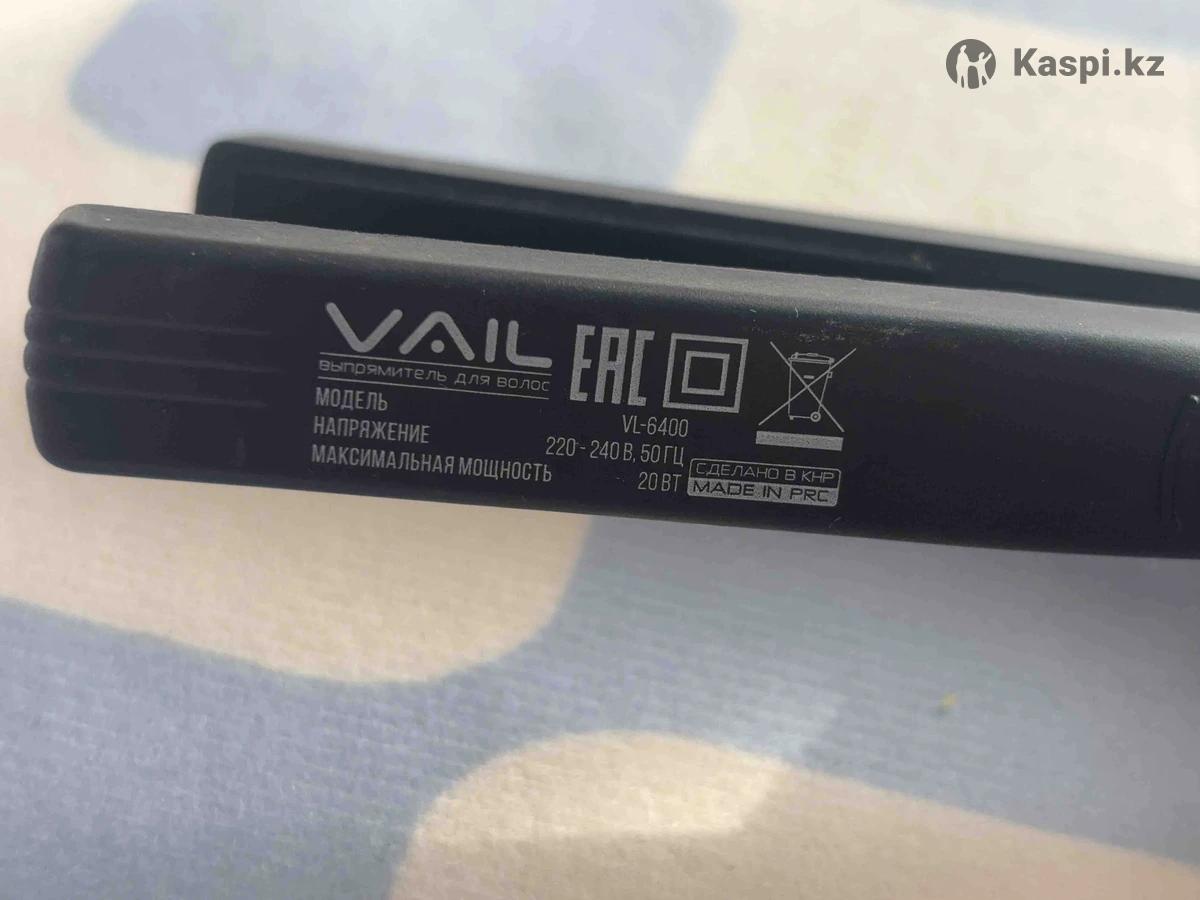 Kaspi.kz
VAIL
ВЫПРЯМИТЕЛЬ ДЛЯ ВОЛОС
EAC
МОДЕЛЬ VL-6400
НАПРЯЖЕНИЕ 220 - 240 В, 50 ГЦ
МАКСИМАЛЬНАЯ МОЩНОСТЬ 20 ВТ
СДЕЛАНО В КНР
MADE IN PRC